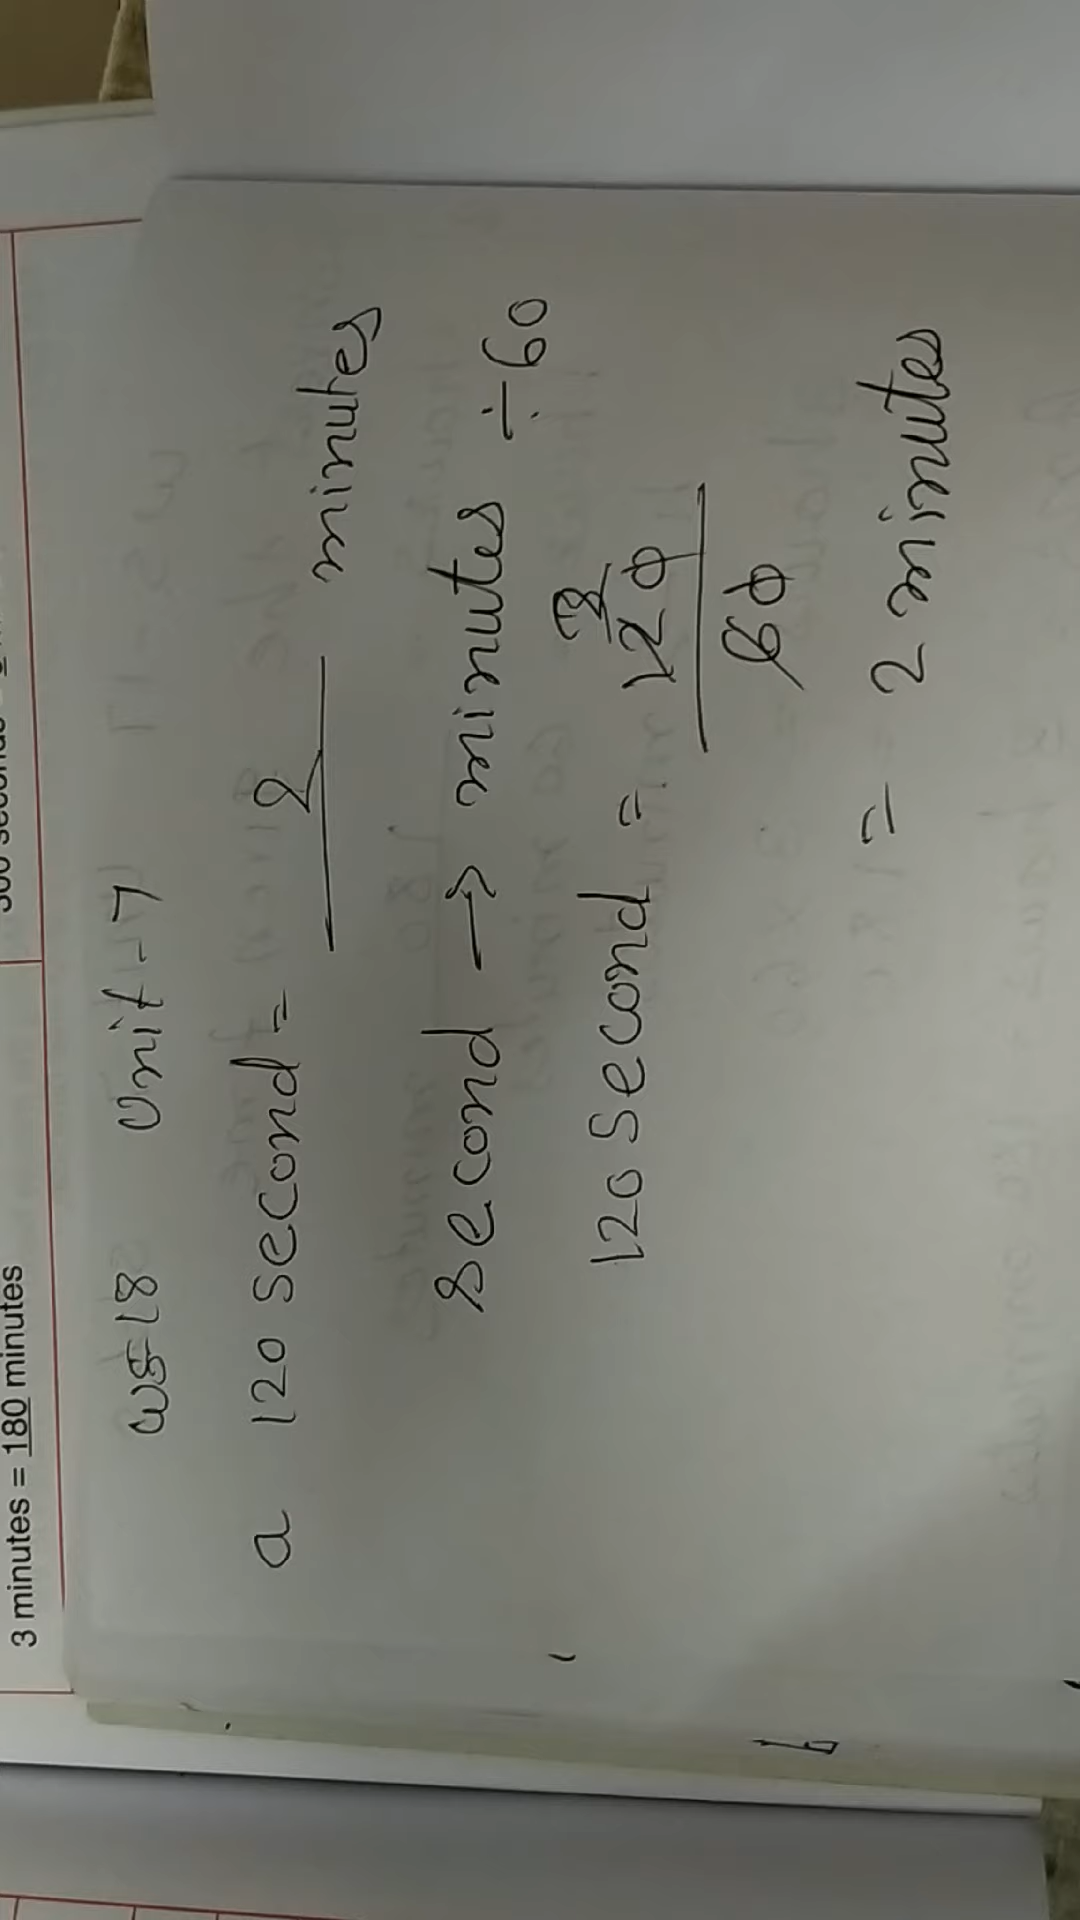 3 minutes = 180 minutes
WS-18 Unit-7
a 120 second = 2 minutes
second → minutes ÷60
120 second = 120
60
= 2 minutes